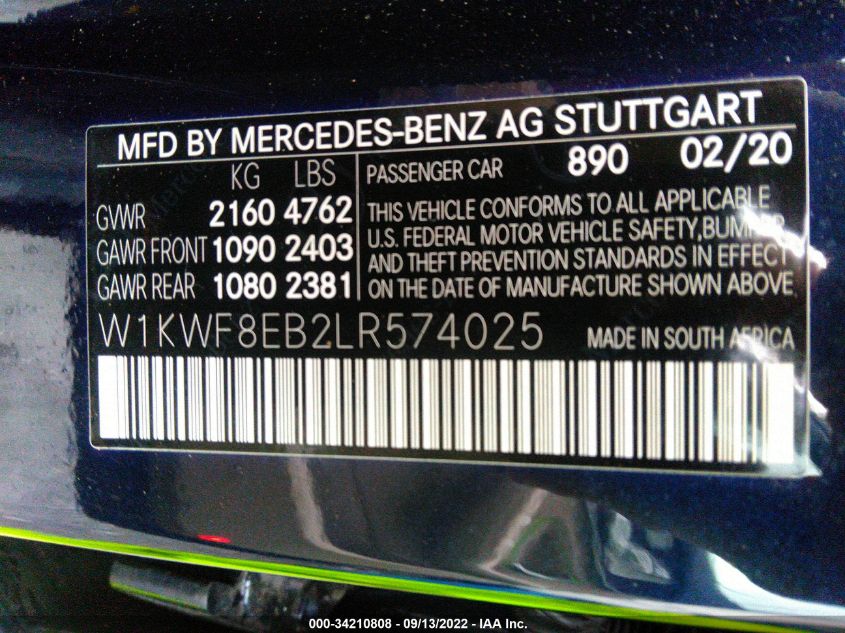 MFD BY MERCEDES-BENZ AG STUTTGART
KG LBS
GVWR 2160 4762
GAWR FRONT 1090 2403
GAWR REAR 1080 2381
PASSENGER CAR 890 02/20
THIS VEHICLE CONFORMS TO ALL APPLICABLE
U.S. FEDERAL MOTOR VEHICLE SAFETY, BUMPER,
AND THEFT PREVENTION STANDARDS IN EFFECT
ON THE DATE OF MANUFACTURE SHOWN ABOVE
W1KWF8EB2LR574025 MADE IN SOUTH AFRICA
000-34210808 - 09/13/2022 - IAA Inc.